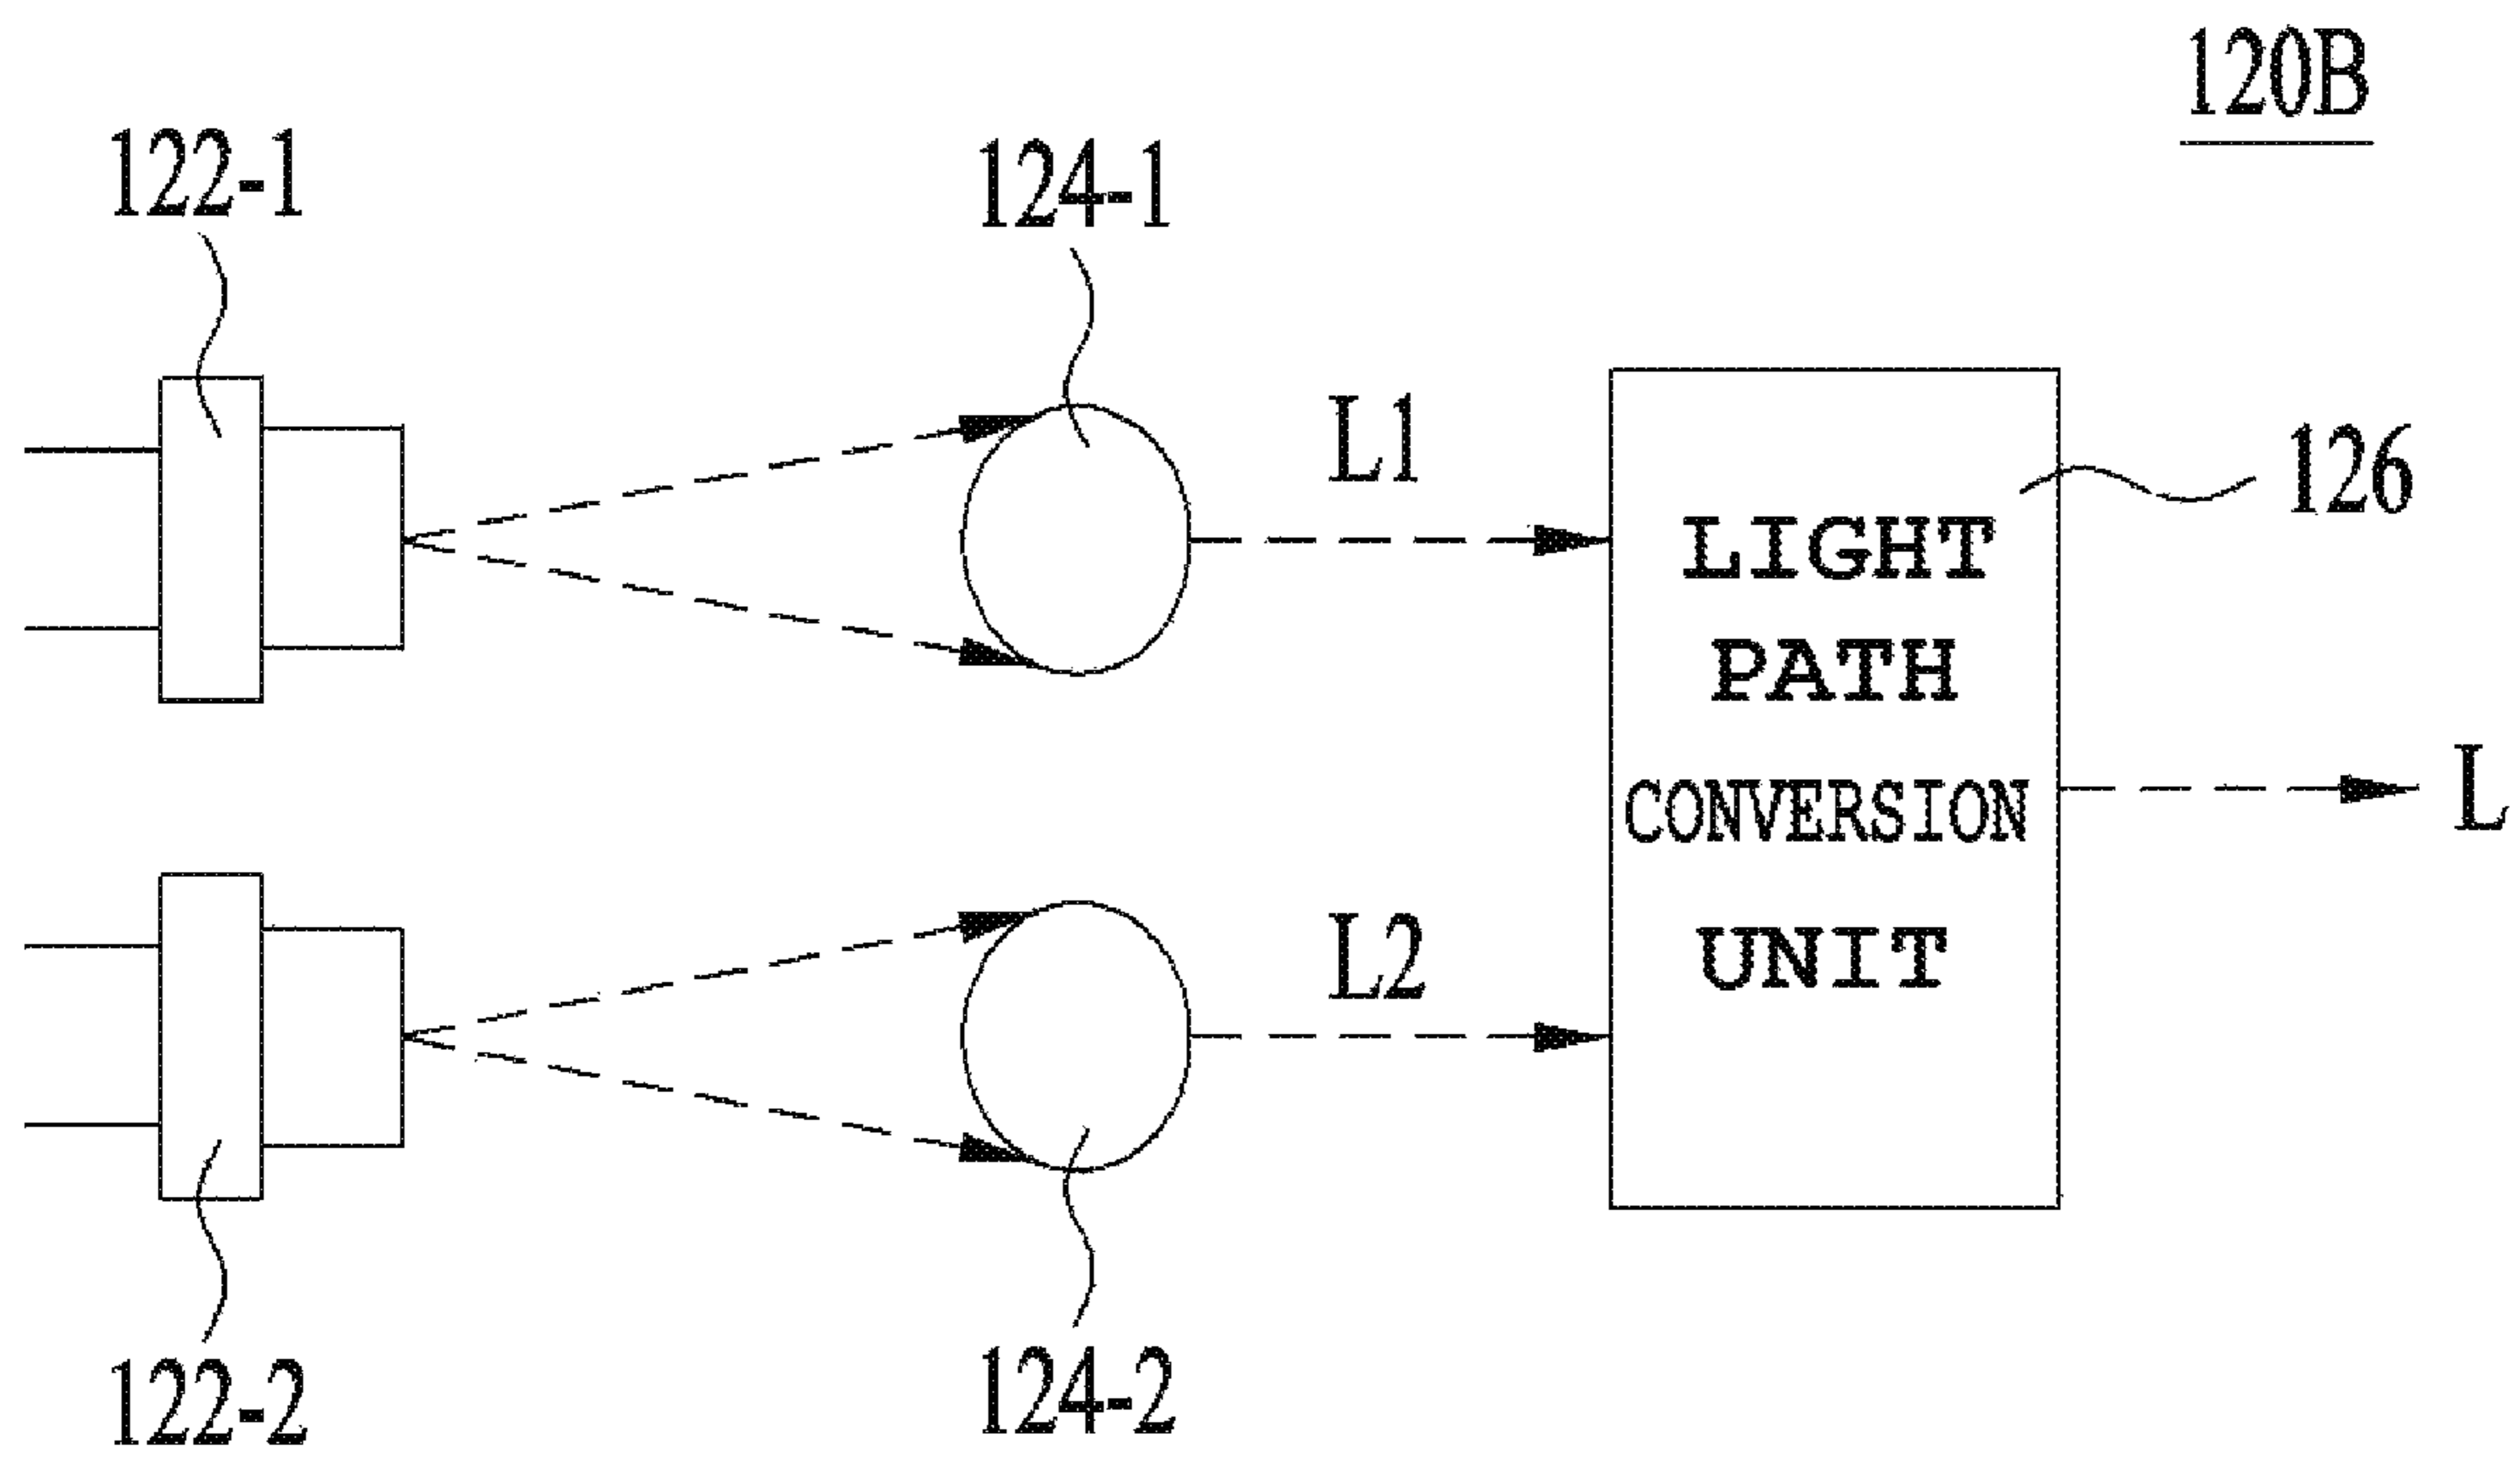 120B
122-1
124-1
L1
126
LIGHT
PATH
CONVERSION
UNIT
L
L2
122-2
124-2